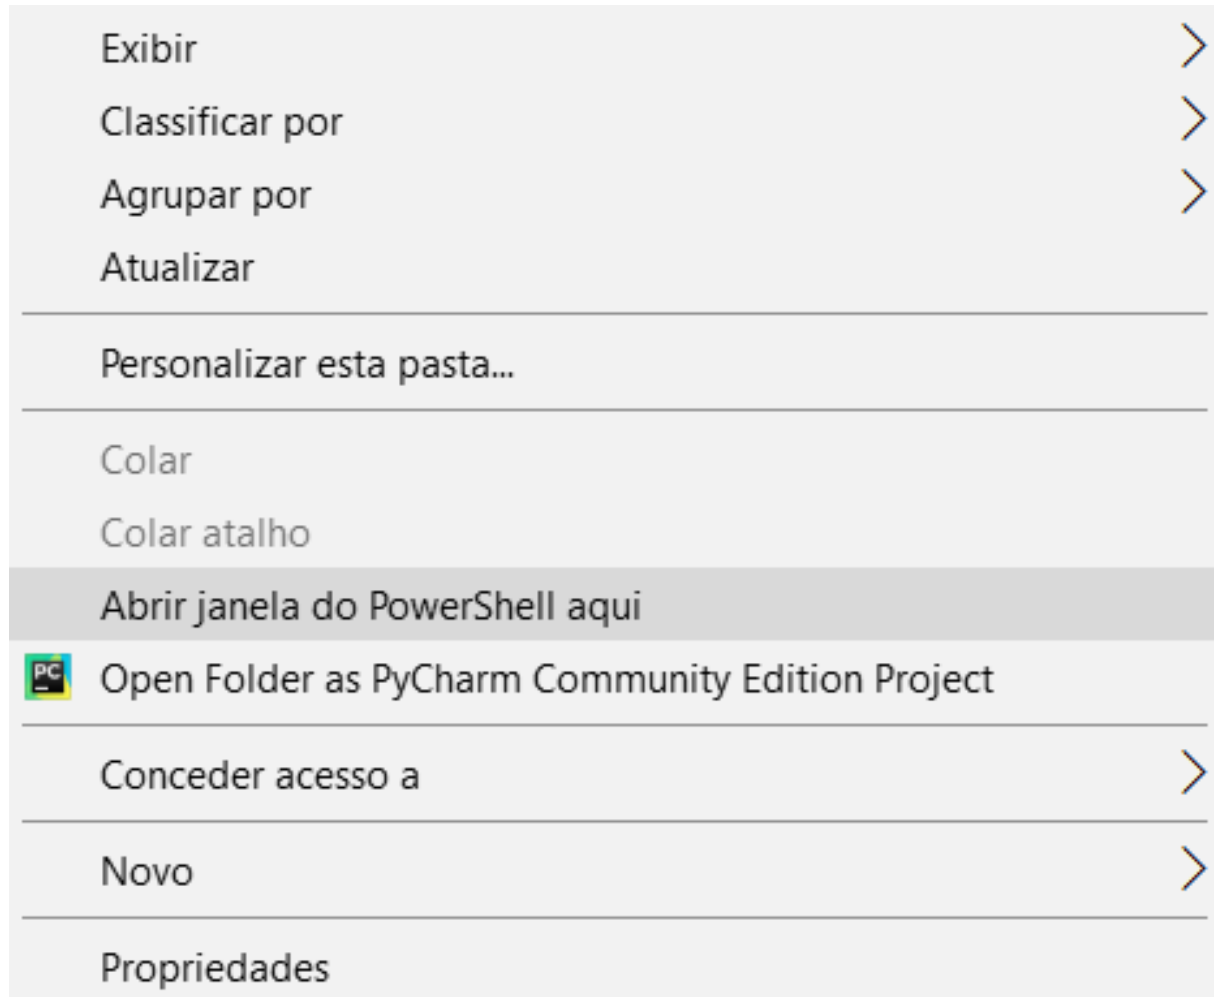 Exibir
Classificar por
Agrupar por
Atualizar
Personalizar esta pasta...
Colar
Colar atalho
Abrir janela do PowerShell aqui
PC Open Folder as PyCharm Community Edition Project
Conceder acesso a
Novo
Propriedades